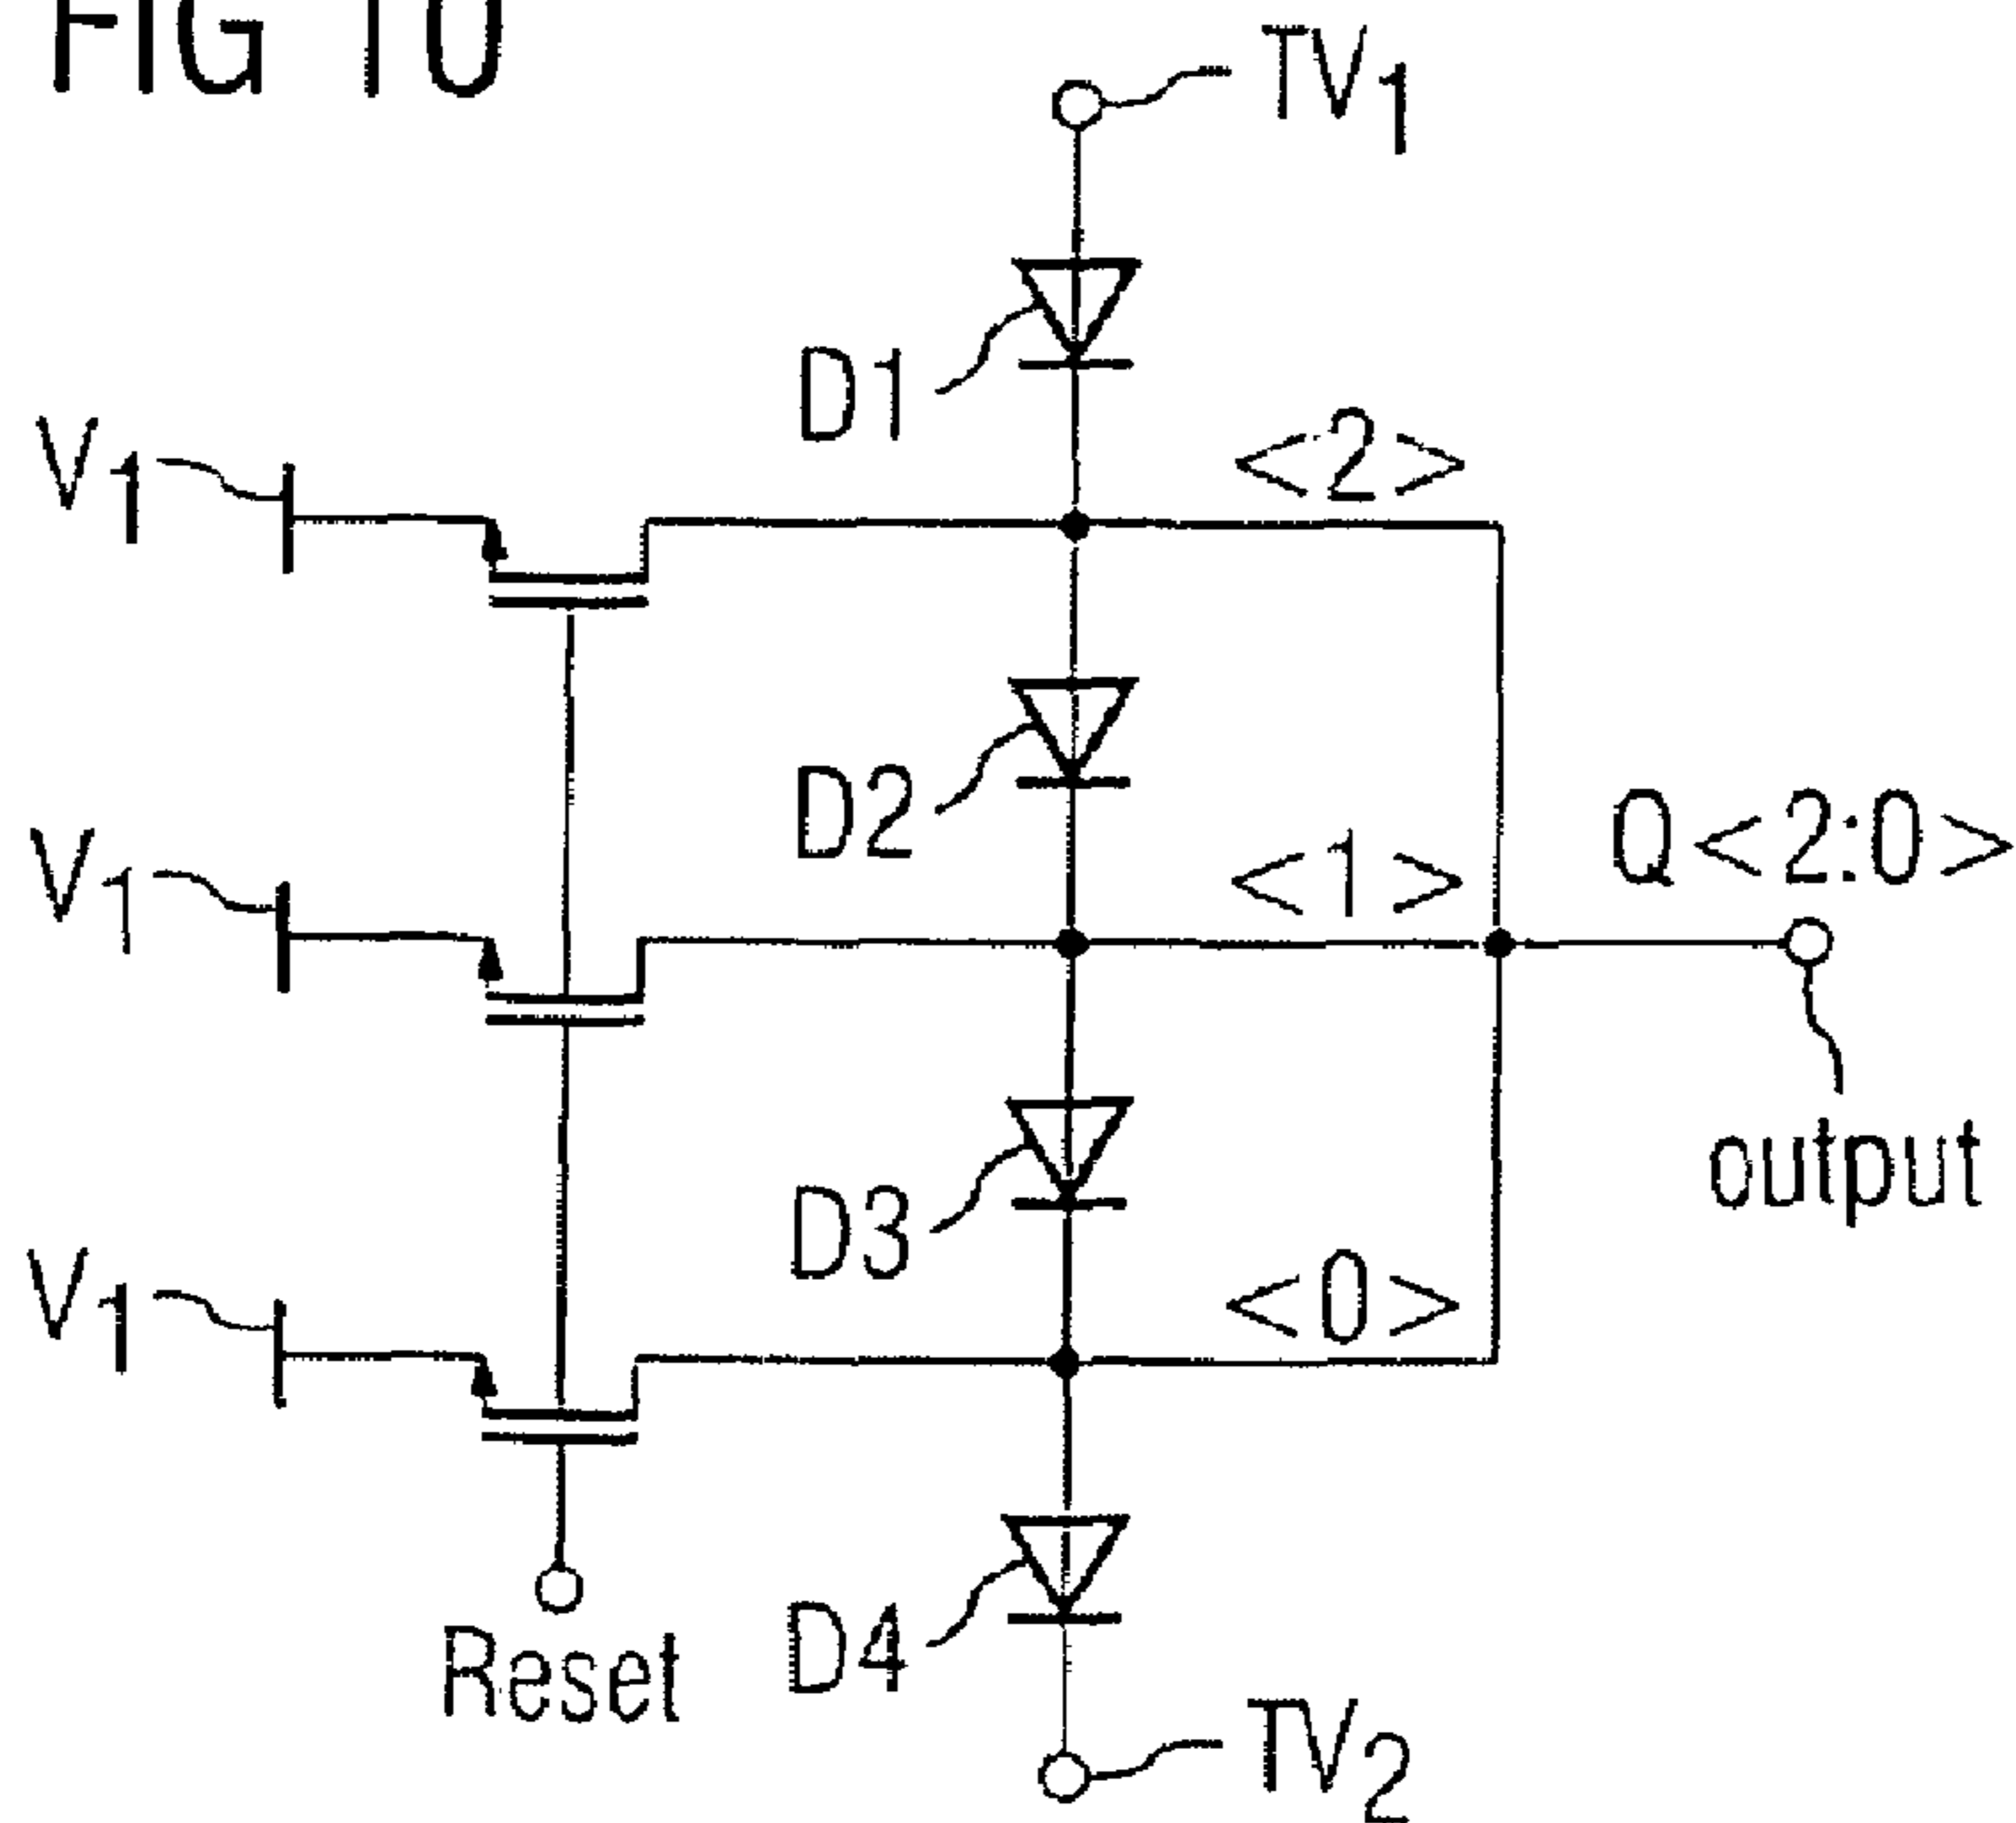 FIG 10
TV1
D1
V1
<2>
D2
V1
<1>
Q<2:0>
output
D3
V1
<0>
D4
Reset
TV2